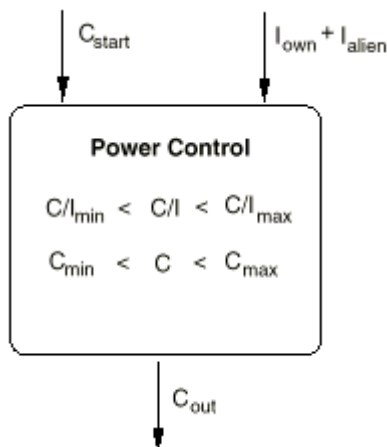 C_start
I_own + I_alien
Power Control
C/I_min < C/I < C/I_max
C_min < C < C_max
C_out